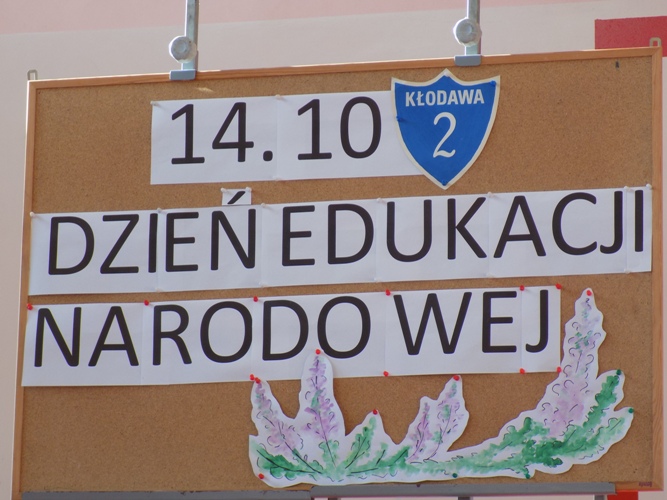 14.10
KŁODAWA
2
DZIEŃ EDUKACJI
NARODOWEJ